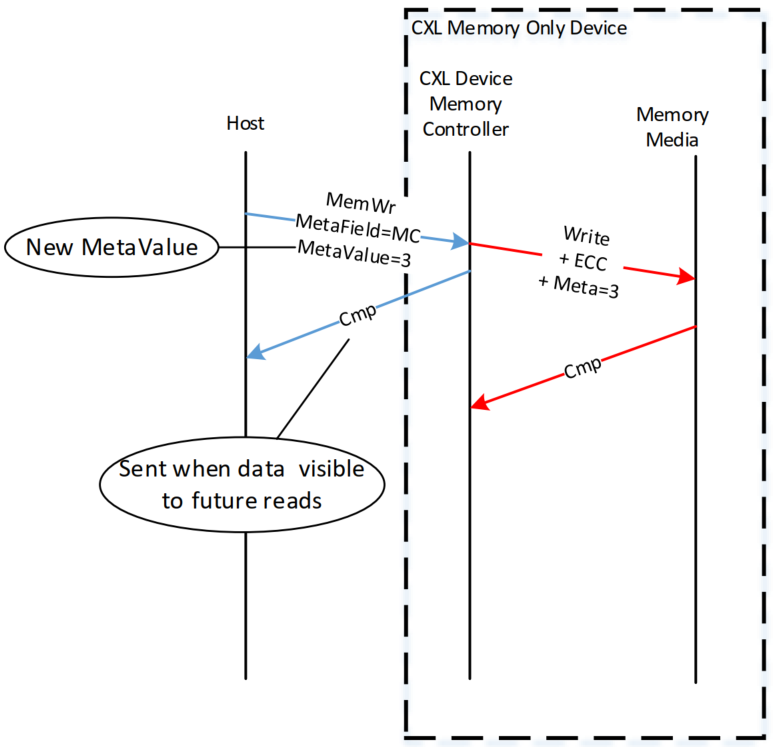 CXL Memory Only Device
CXL Device
Memory
Controller
Memory
Media
Host
MemWr
MetaField=MC
MetaValue=3
New MetaValue
Write
+ ECC
+ Meta=3
Cmp
Cmp
Sent when data visible
to future reads